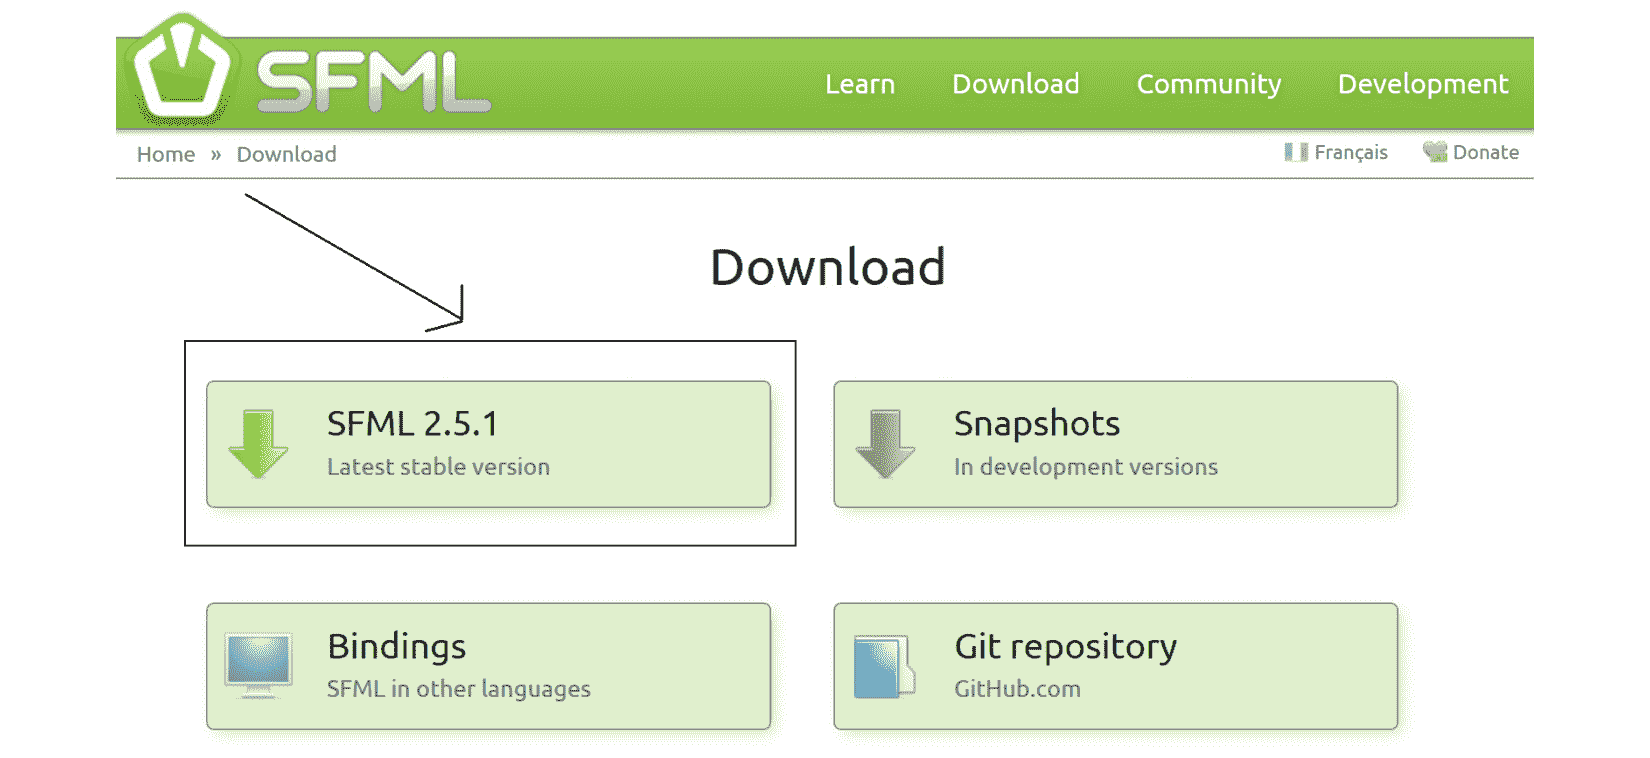 SFML
Learn Download Community Development
Home » Download
Français Donate
Download
SFML 2.5.1
Latest stable version
Snapshots
In development versions
Bindings
SFML in other languages
Git repository
GitHub.com